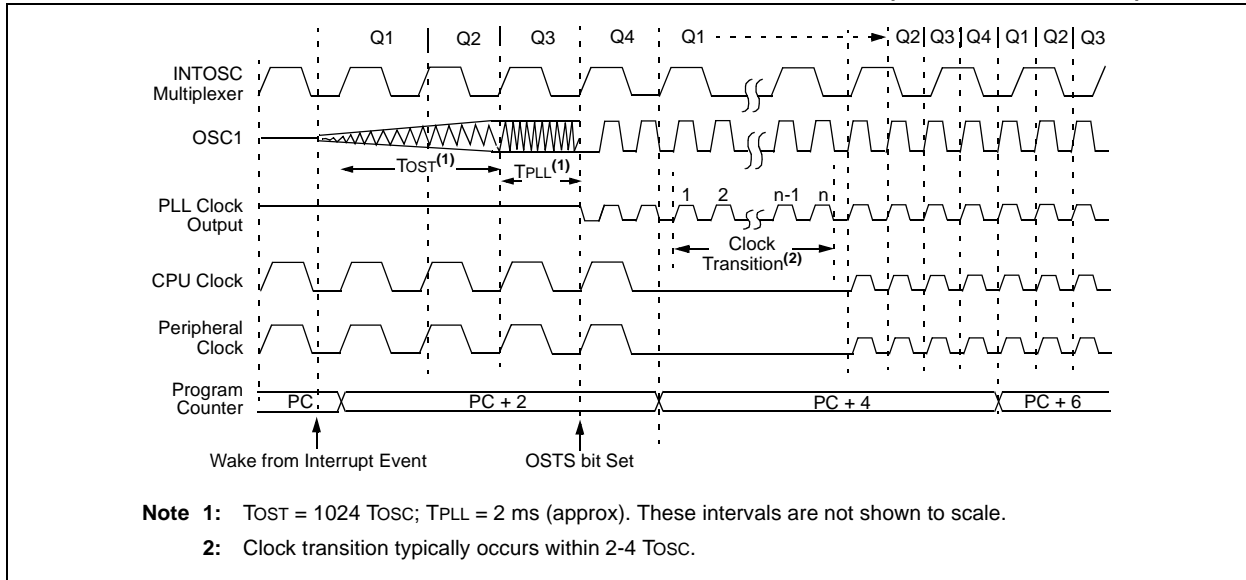 Q1 Q2 Q3 Q4 Q1 Q2 Q3 Q4 Q1 Q2 Q3
INTOSC
Multiplexer
OSC1
TOST(1)
TPLL(1)
1 2 n-1 n
PLL Clock
Output
Clock
Transition(2)
CPU Clock
Peripheral
Clock
Program
Counter
PC PC + 2 PC + 4 PC + 6
Wake from Interrupt Event OSTS bit Set
Note 1: TOST = 1024 TOSC; TPLL = 2 ms (approx). These intervals are not shown to scale.
2: Clock transition typically occurs within 2-4 TOSC.